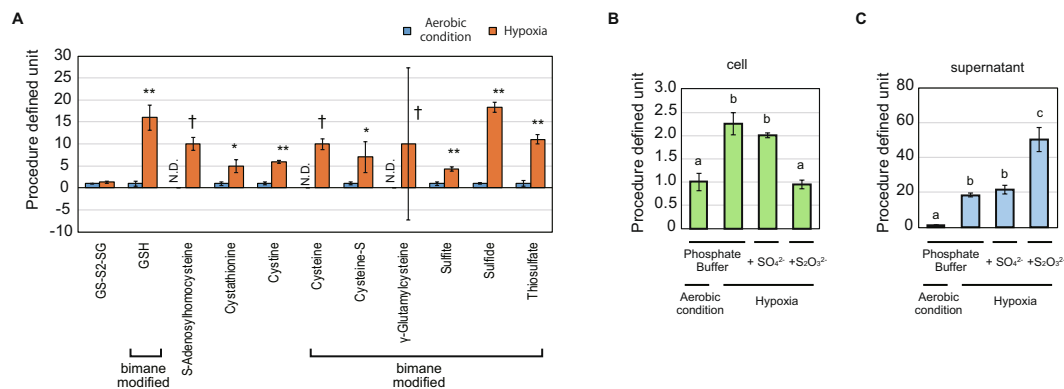 A
Aerobic
condition
Hypoxia
Procedure defined unit
30
25
20
15
10
5
0
-5
-10
**
N.D.
†
*
**
N.D.
†
*
N.D.
†
**
**
**
GS-S2-SG
GSH
S-Adenosylhomocysteine
Cystathionine
Cystine
Cysteine
Cysteine-S
γ-Glutamylcysteine
Sulfite
Sulfide
Thiosulfate
bimane
modified
bimane
modified
B
cell
Procedure defined unit
3.0
2.5
2.0
1.5
1.0
0.5
0
a
b
b
a
Phosphate
Buffer
+ SO₄²⁻
+S₂O₃²⁻
Aerobic
condition
Hypoxia
C
supernatant
Procedure defined unit
80
60
40
20
0
a
b
b
c
Phosphate
Buffer
+ SO₄²⁻
+S₂O₃²⁻
Aerobic
condition
Hypoxia